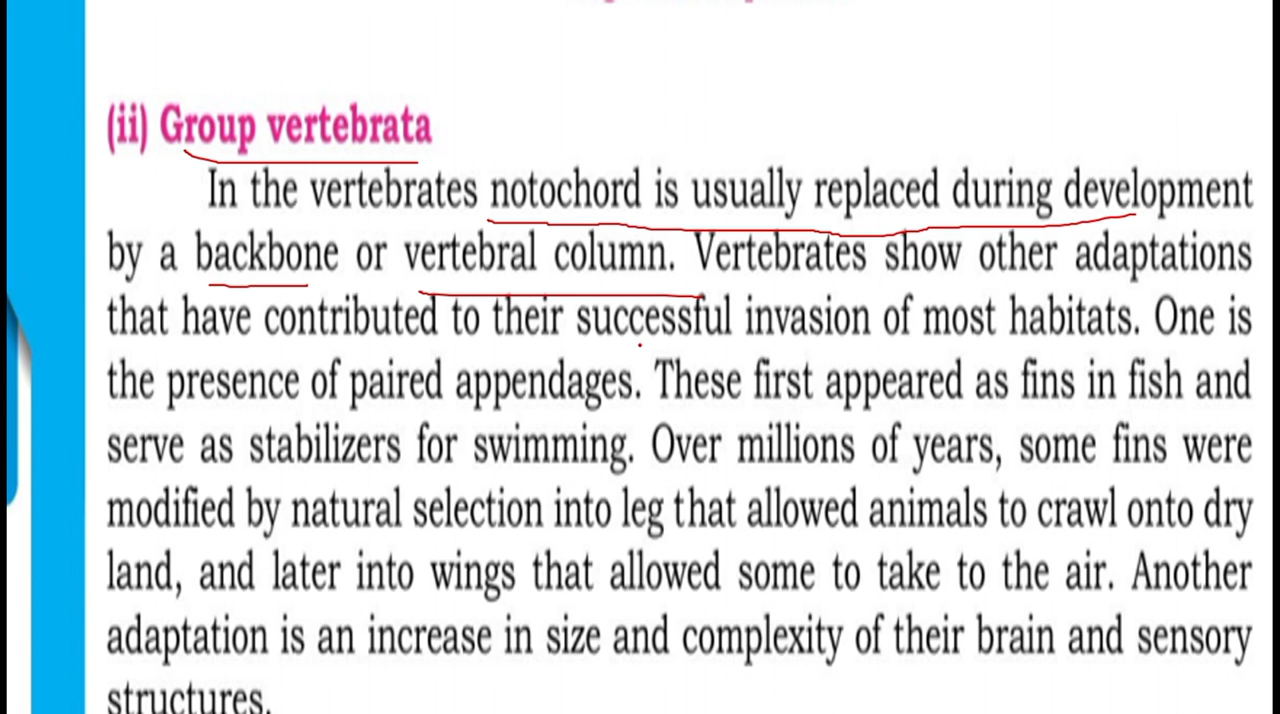 (ii) Group vertebrata
In the vertebrates notochord is usually replaced during development
by a backbone or vertebral column. Vertebrates show other adaptations
that have contributed to their successful invasion of most habitats. One is
the presence of paired appendages. These first appeared as fins in fish and
serve as stabilizers for swimming. Over millions of years, some fins were
modified by natural selection into leg that allowed animals to crawl onto dry
land, and later into wings that allowed some to take to the air. Another
adaptation is an increase in size and complexity of their brain and sensory
structures.